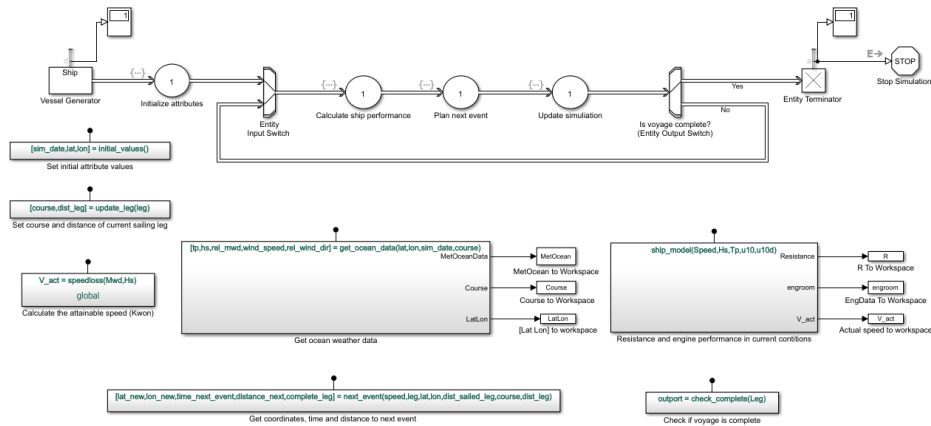 1
1
Ship
Vessel Generator
{···}
1
Initialize attributes
Entity
Input Switch
{···}
1
Calculate ship performance
{···}
1
Plan next event
{···}
1
Update simuliation
Is voyage complete?
(Entity Output Switch)
Yes
No
Entity Terminator
E
STOP
Stop Simulation
[sim_date,lat,lon] = initial_values()
Set initial attribute values
[course,dist_leg] = update_leg(leg)
Set course and distance of current sailing leg
V_act = speedloss(Mwd,Hs)
global
Calculate the attainable speed (Kwon)
[tp,hs,rel_mwd,wind_speed,rel_wind_dir] = get_ocean_data(lat,lon,sim_date,course)
MetOceanData
Course
LatLon
Get ocean weather data
MetOcean
MetOcean to Workspace
Course
Course to Workspace
LatLon
[Lat Lon] to workspace
ship_model(Speed,Hs,Tp,u10,u10d)
Resistance
engroom
V_act
Resistance and engine performance in current contitions
R
R To Workspace
engroom
EngData To Workspace
V_act
Actual speed to workspace
[lat_new,lon_new,time_next_event,distance_next,complete_leg] = next_event(speed,leg,lat,lon,dist_sailed_leg,course,dist_leg)
Get coordinates, time and distance to next event
outport = check_complete(Leg)
Check if voyage is complete